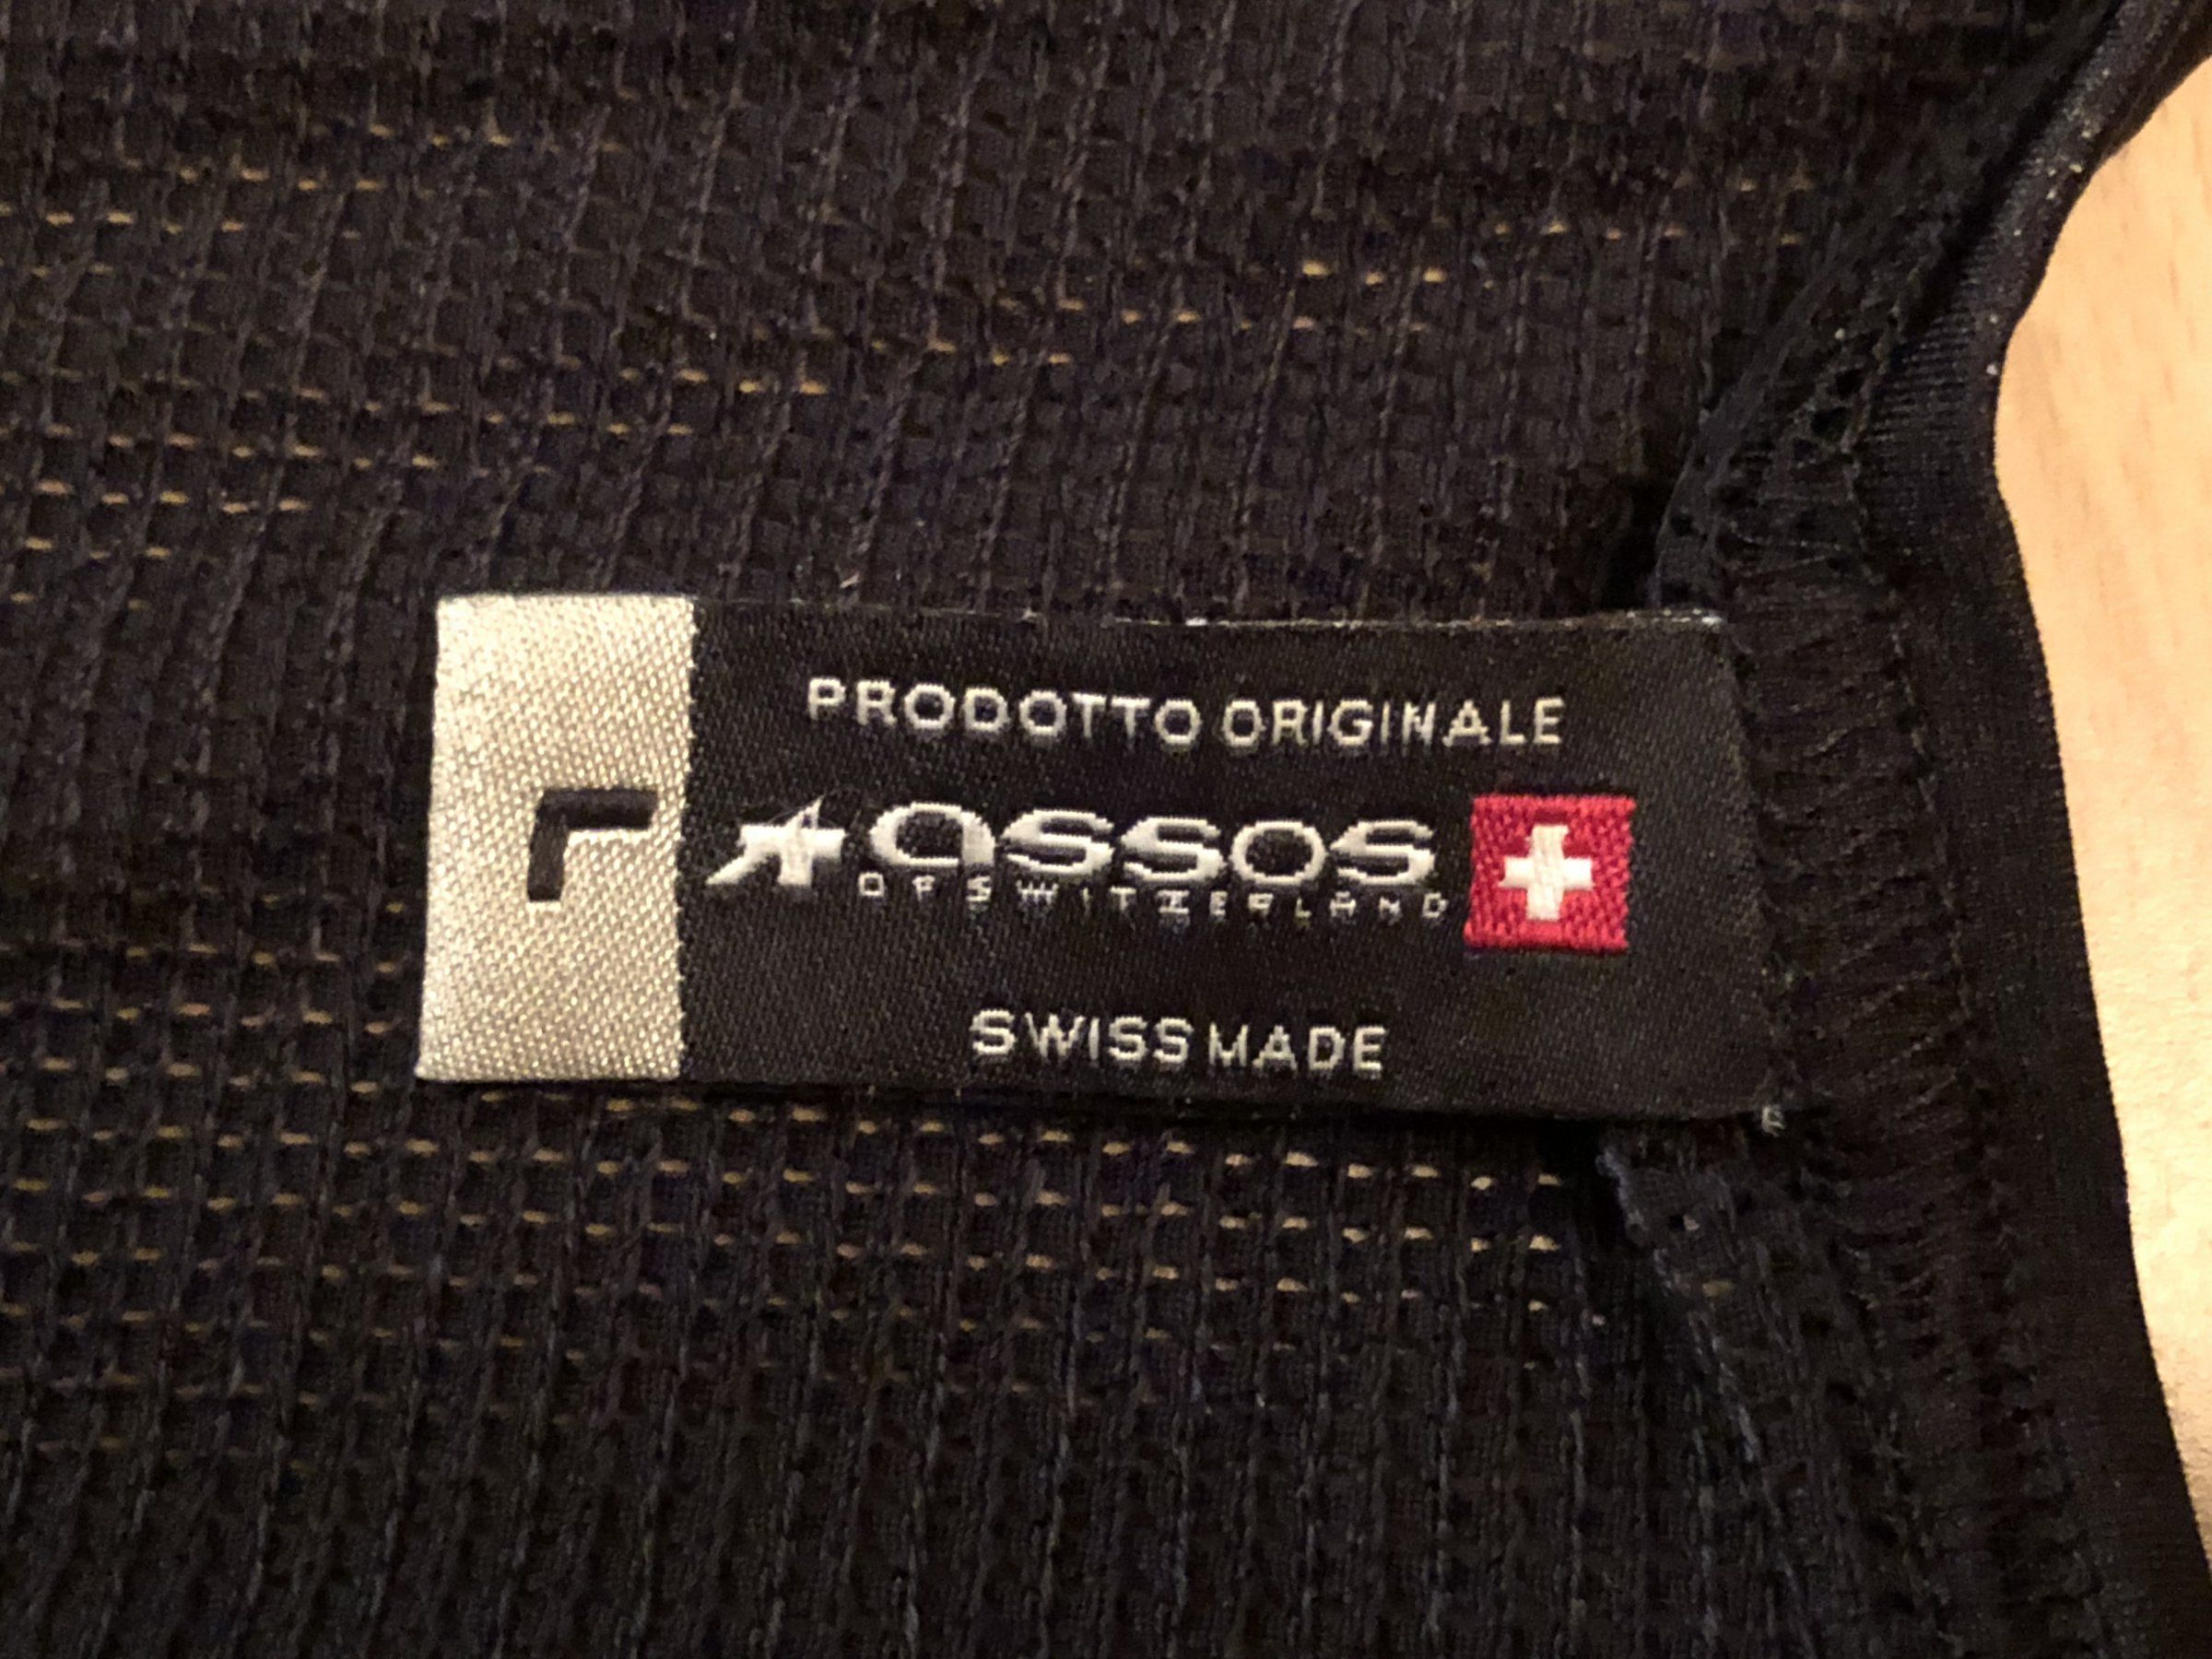 PRODOTTO ORIGINALE
assos
OF SWITZERLAND
SWISS MADE